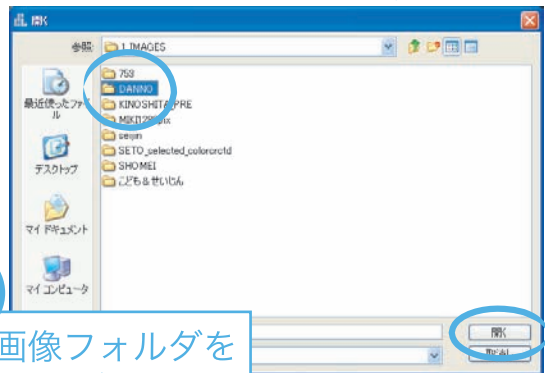 開く
参照:
1 IMAGES
753
DANNO
KINOSHITA_PRE
seijin
SETO_selected_colorcrctd
SHOMEI
こども&せいじん
最近使ったファイル
デスクトップ
マイ ドキュメント
マイ コンピュータ
画像フォルダを
開く